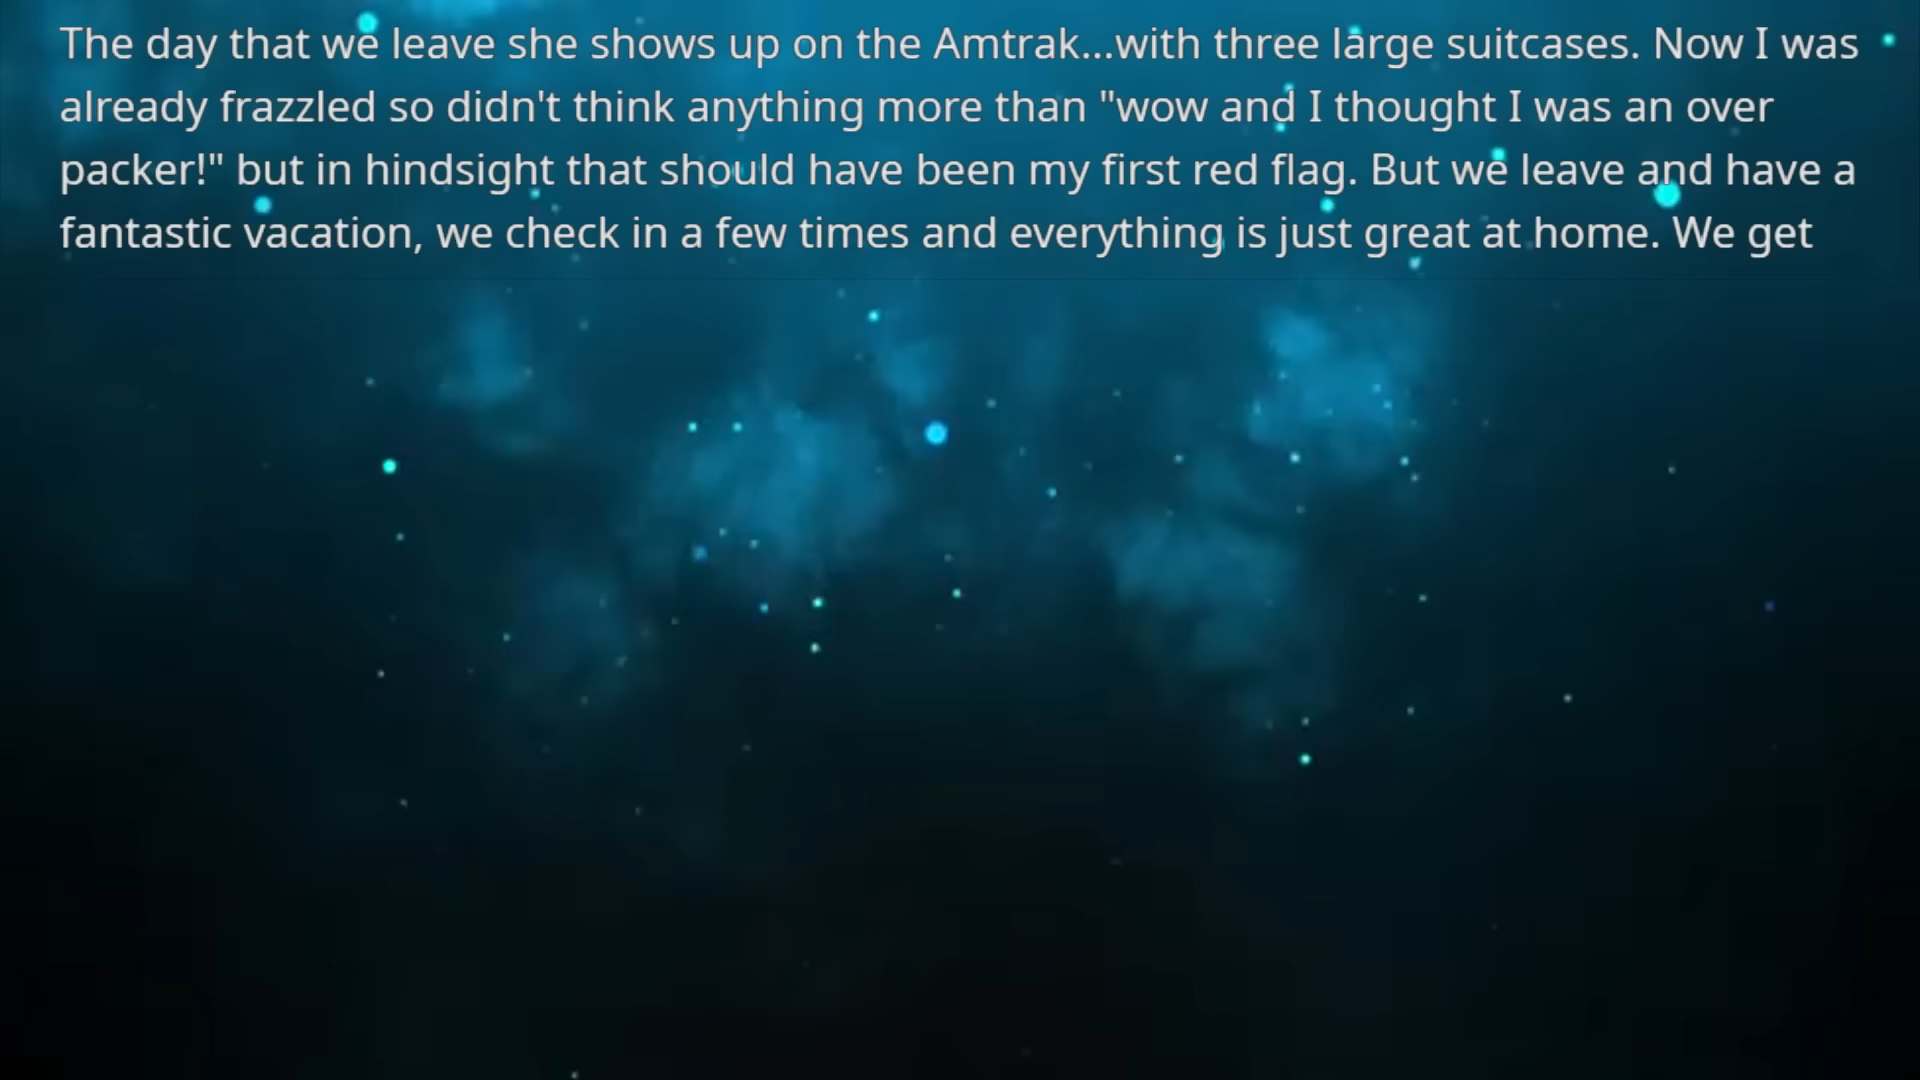 The day that we leave she shows up on the Amtrak...with three large suitcases. Now I was
already frazzled so didn't think anything more than "wow and I thought I was an over
packer!" but in hindsight that should have been my first red flag. But we leave and have a
fantastic vacation, we check in a few times and everything is just great at home. We get